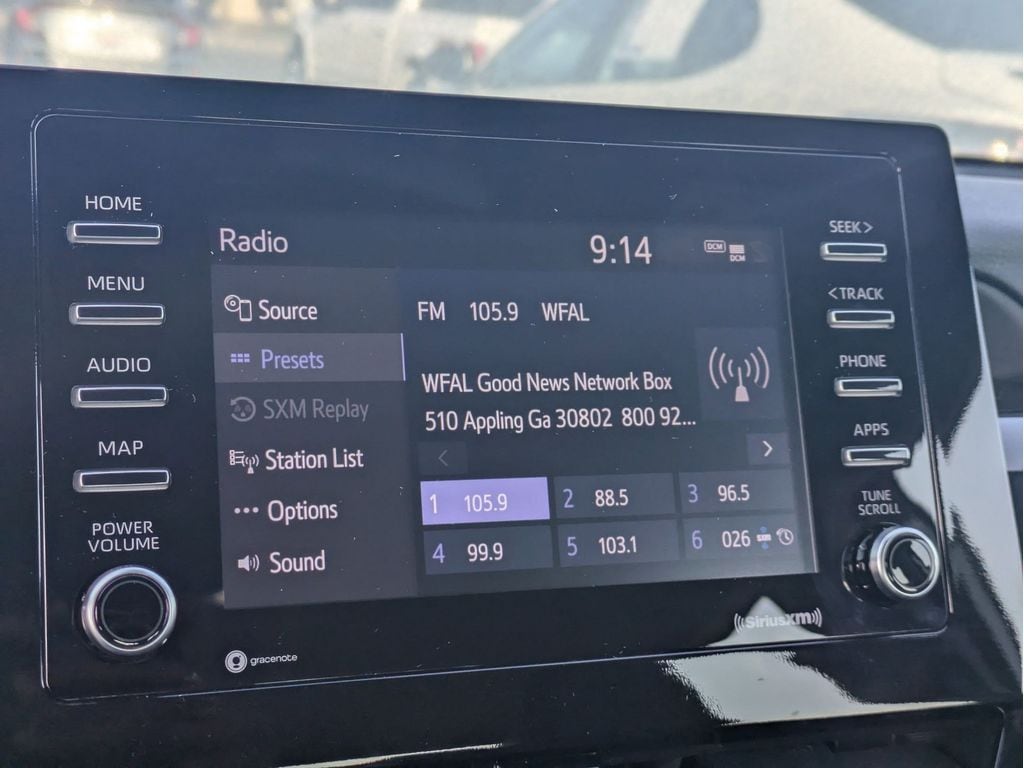 HOME
MENU
AUDIO
MAP
POWER
VOLUME
Radio
9:14
DCM
DCM
Source
Presets
SXM Replay
Station List
Options
Sound
FM 105.9 WFAL
WFAL Good News Network Box
510 Appling Ga 30802 800 92...
1 105.9
2 88.5
3 96.5
4 99.9
5 103.1
6 026 SXM
SEEK>
<TRACK
PHONE
APPS
TUNE
SCROLL
gracenote
((siriusxm))